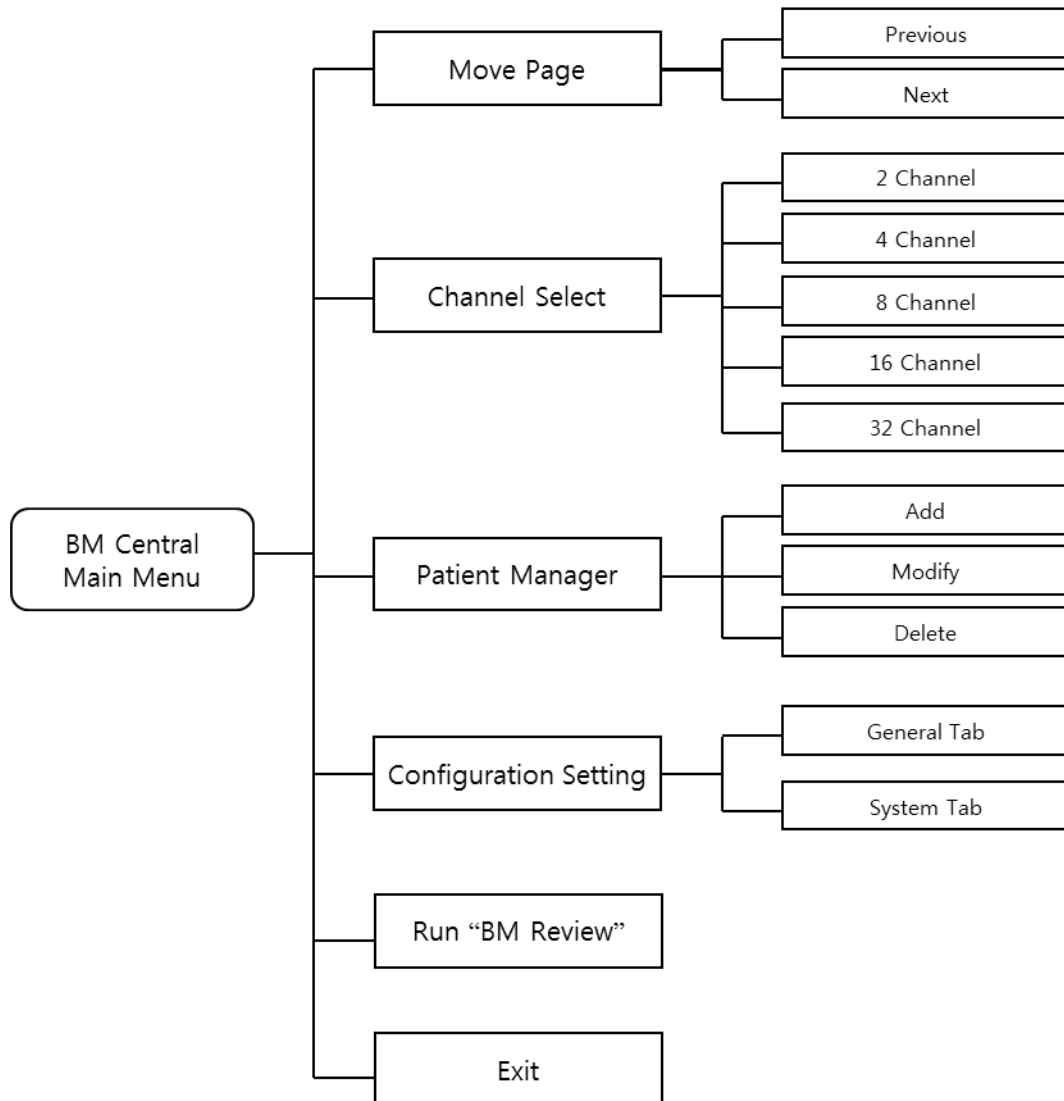 BM Central
Main Menu
Move Page
Previous
Next
Channel Select
2 Channel
4 Channel
8 Channel
16 Channel
32 Channel
Patient Manager
Add
Modify
Delete
Configuration Setting
General Tab
System Tab
Run “BM Review”
Exit